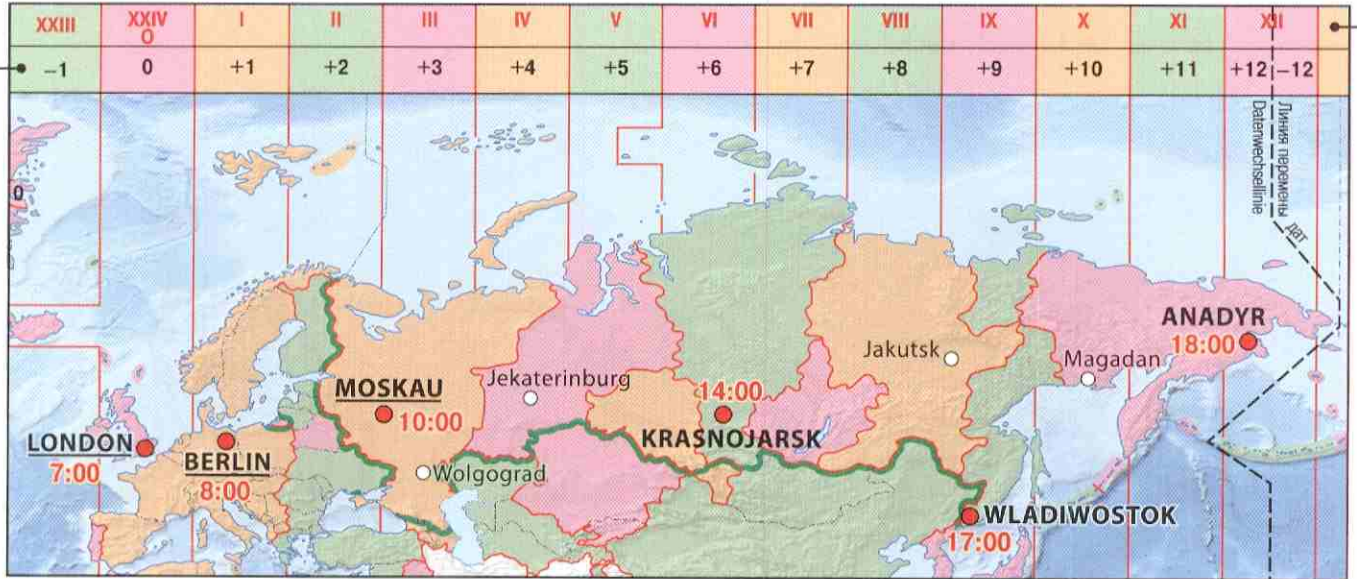 XXIII XXIV I II III IV V VI VII VIII IX X XI XII
O
−1 0 +1 +2 +3 +4 +5 +6 +7 +8 +9 +10 +11 +12 −12
Линия перемены дат
Datenwechsellinie
0
ANADYR
18:00
Jakutsk
Magadan
MOSKAU
10:00
Jekaterinburg
14:00
KRASNOJARSK
LONDON
7:00
BERLIN
8:00
Wolgograd
WLADIWOSTOK
17:00